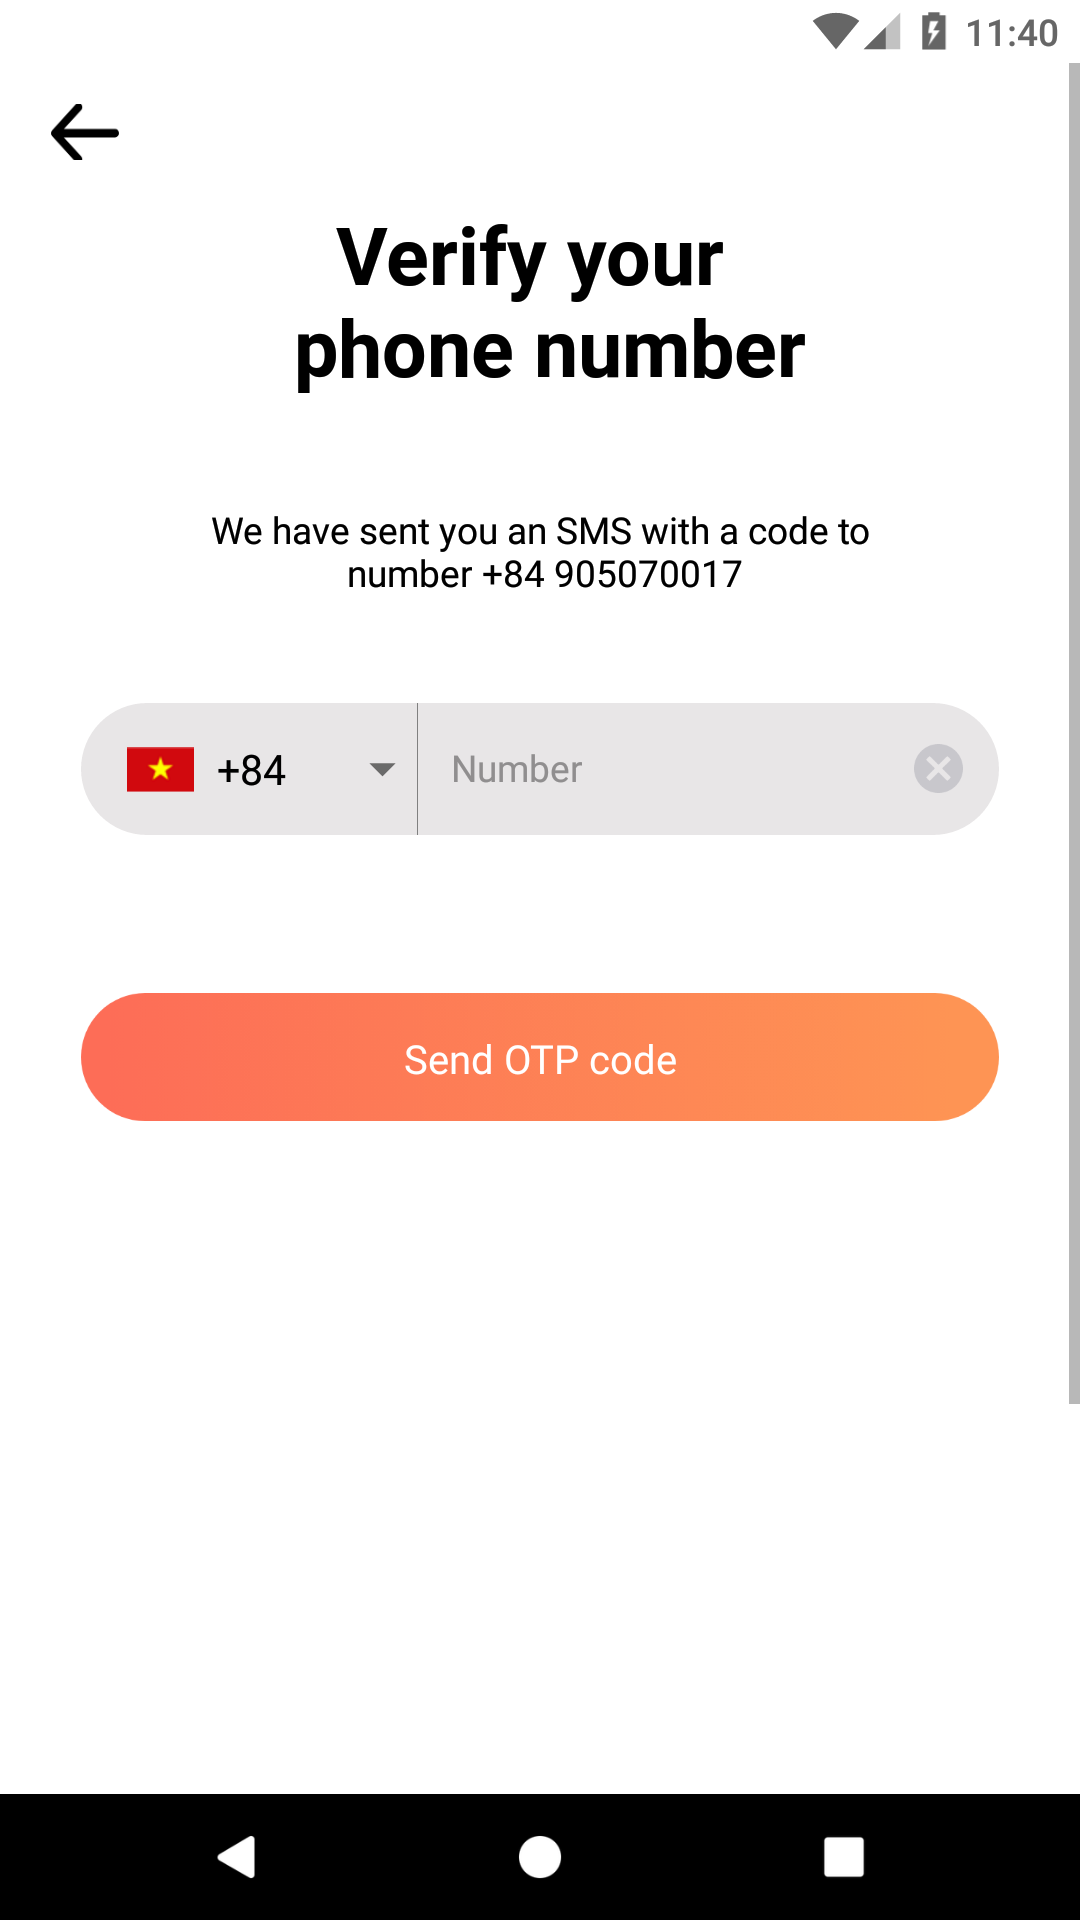 11:40
Verify your
phone number
We have sent you an SMS with a code to
number +84 905070017
+84
Number
Send OTP code